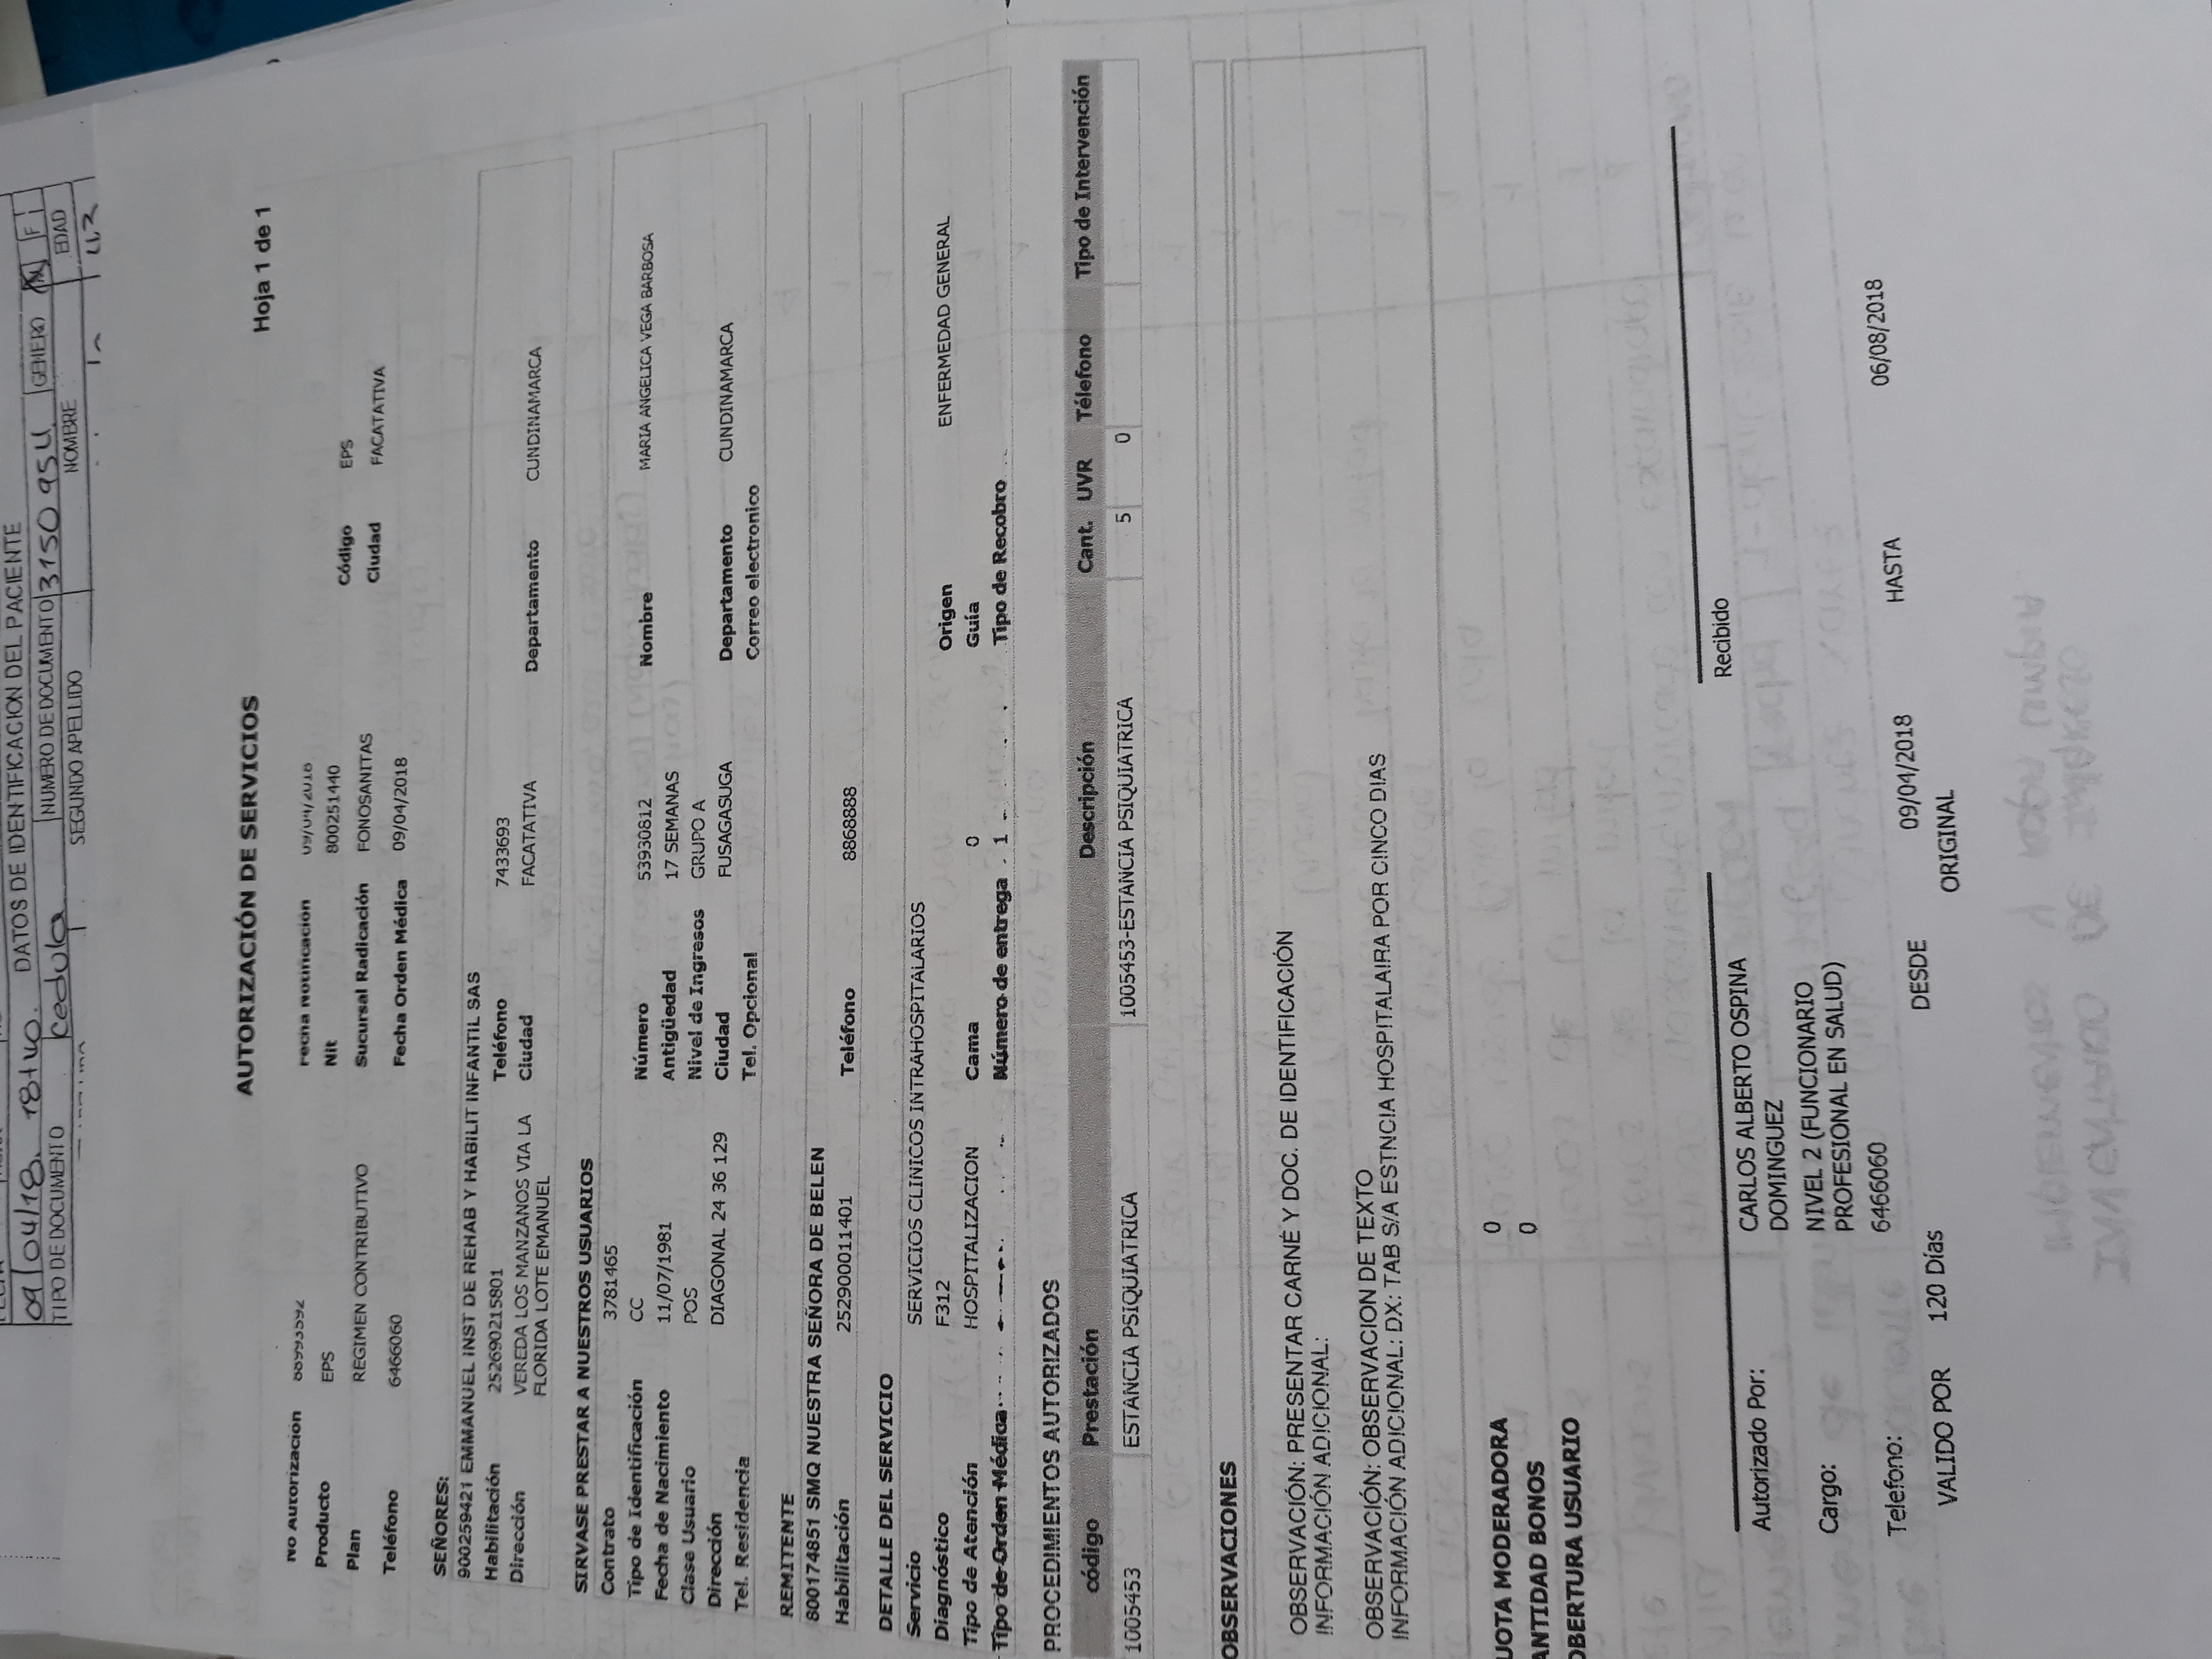 09/04/18. 18+40. DATOS DE IDENTIFICACION DEL PACIENTE
TIPO DE DOCUMENTO cedula NUMERO DE DOCUMENTO 3150954 GENERO M F EDAD
SEGUNDO APELLIDO NOMBRE
AUTORIZACIÓN DE SERVICIOS Hoja 1 de 1
No Autorización Fecha Notificación 09/04/2018
Producto EPS Nit 800251440 Código EPS
Plan REGIMEN CONTRIBUTIVO Sucursal Radicación FONOSANITAS Ciudad FACATATIVA
Teléfono 6466060 Fecha Orden Médica 09/04/2018
SEÑORES:
900259421 EMMANUEL INST DE REHAB Y HABILIT INFANTIL SAS
Habilitación 252690215801 Teléfono 7433693
Dirección VEREDA LOS MANZANOS VIA LA FLORIDA LOTE EMANUEL Ciudad FACATATIVA Departamento CUNDINAMARCA
SIRVASE PRESTAR A NUESTROS USUARIOS
Contrato 3781465
Tipo de Identificación CC Número 53930812 Nombre MARIA ANGELICA VEGA BARBOSA
Fecha de Nacimiento 11/07/1981 Antigüedad 17 SEMANAS
Clase Usuario POS Nivel de Ingresos GRUPO A
Dirección DIAGONAL 24 36 129 Ciudad FUSAGASUGA Departamento CUNDINAMARCA
Tel. Residencia Tel. Opcional Correo electronico
REMITENTE
800174851 SMQ NUESTRA SEÑORA DE BELEN
Habilitación 252900011401 Teléfono 8868888
DETALLE DEL SERVICIO
Servicio SERVICIOS CLINICOS INTRAHOSPITALARIOS
Diagnóstico F312 Origen ENFERMEDAD GENERAL
Tipo de Atención HOSPITALIZACION Cama 0 Guía
Tipo de Orden Médica Número de entrega 1 Tipo de Recobro
PROCEDIMIENTOS AUTORIZADOS
código Prestación Descripción Cant. UVR Télefono Tipo de Intervención
1005453 ESTANCIA PSIQUIATRICA 1005453-ESTANCIA PSIQUIATRICA 5 0
OBSERVACIONES
OBSERVACIÓN: PRESENTAR CARNÉ Y DOC. DE IDENTIFICACIÓN
INFORMACIÓN ADICIONAL:
OBSERVACIÓN: OBSERVACION DE TEXTO
INFORMACIÓN ADICIONAL: DX: TAB S/A ESTNCIA HOSPITALAIRA POR CINCO DIAS
UOTA MODERADORA 0
ANTIDAD BONOS 0
OBERTURA USUARIO
Autorizado Por: CARLOS ALBERTO OSPINA DOMINGUEZ Recibido
Cargo: NIVEL 2 (FUNCIONARIO PROFESIONAL EN SALUD)
Telefono: 6466060
VALIDO POR 120 Días DESDE 09/04/2018 HASTA 06/08/2018
ORIGINAL